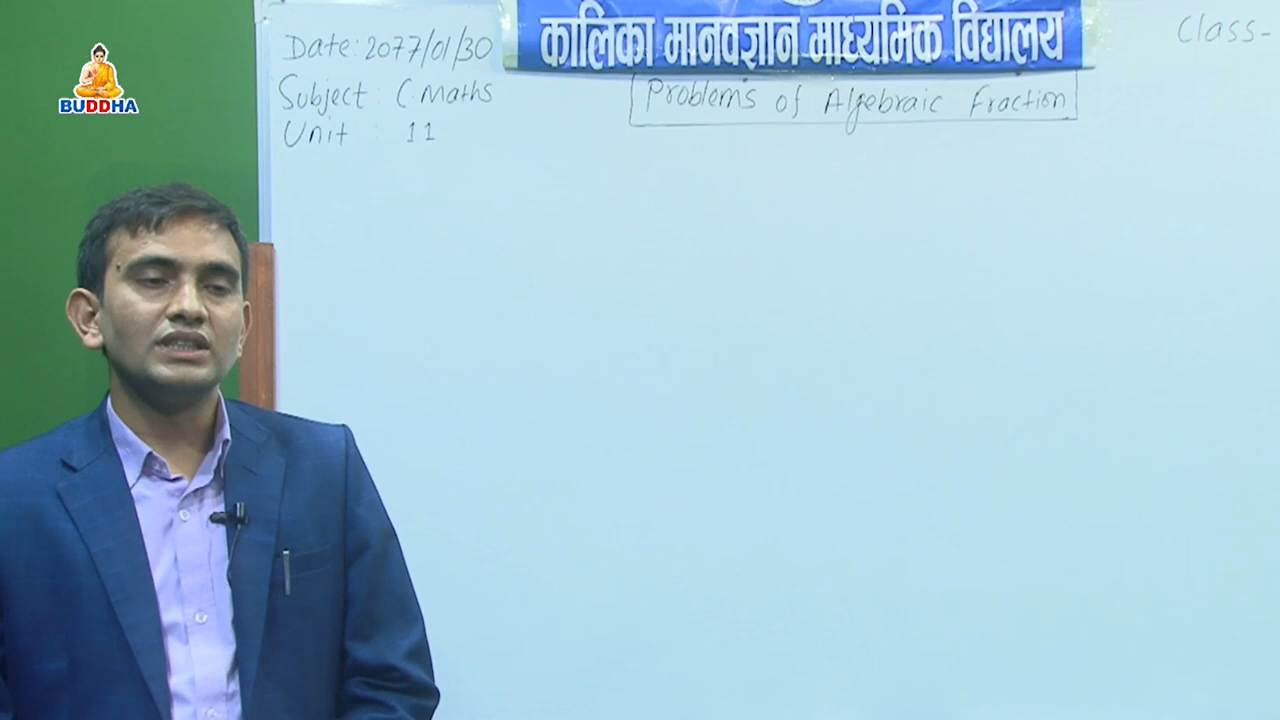 BUDDHA
कालिका मानवज्ञान माध्यमिक विद्यालय
Class-
Date: 2077/01/30
Subject: C. Maths
Unit : 11
Problems of Algebraic Fraction